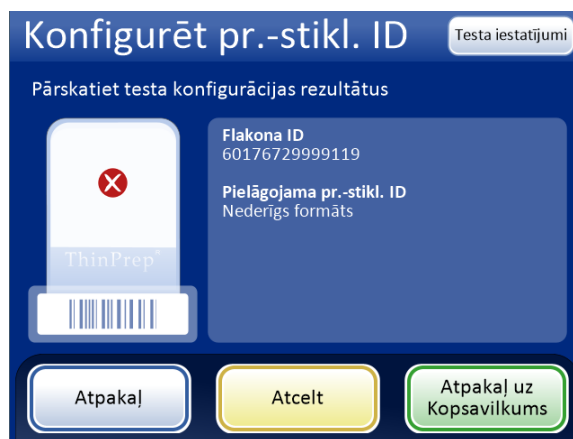 Konfigurēt pr.-stikl. ID
Testa iestatījumi
Pārskatiet testa konfigurācijas rezultātus
Flakona ID
60176729999119
Pielāgojama pr.-stikl. ID
Nederīgs formāts
ThinPrep®
Atpakaļ
Atcelt
Atpakaļ uz
Kopsavilkums